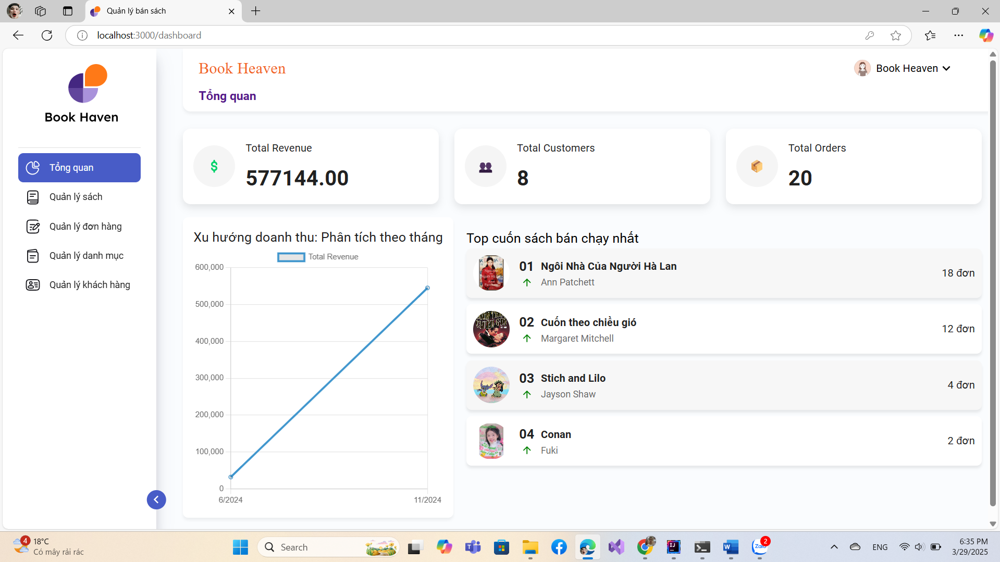 Quản lý bán sách
localhost:3000/dashboard
Book Haven
Tổng quan
Quản lý sách
Quản lý đơn hàng
Quản lý danh mục
Quản lý khách hàng
Book Heaven
Book Heaven
Tổng quan
Total Revenue
577144.00
Total Customers
8
Total Orders
20
Xu hướng doanh thu: Phân tích theo tháng
Total Revenue
600,000
500,000
400,000
300,000
200,000
100,000
0
6/2024
11/2024
Top cuốn sách bán chạy nhất
01 Ngôi Nhà Của Người Hà Lan
Ann Patchett
18 đơn
02 Cuốn theo chiều gió
Margaret Mitchell
12 đơn
03 Stich and Lilo
Jayson Shaw
4 đơn
04 Conan
Fuki
2 đơn
4
18°C
Có mây rải rác
Search
Zalo
2
ENG
6:35 PM
3/29/2025